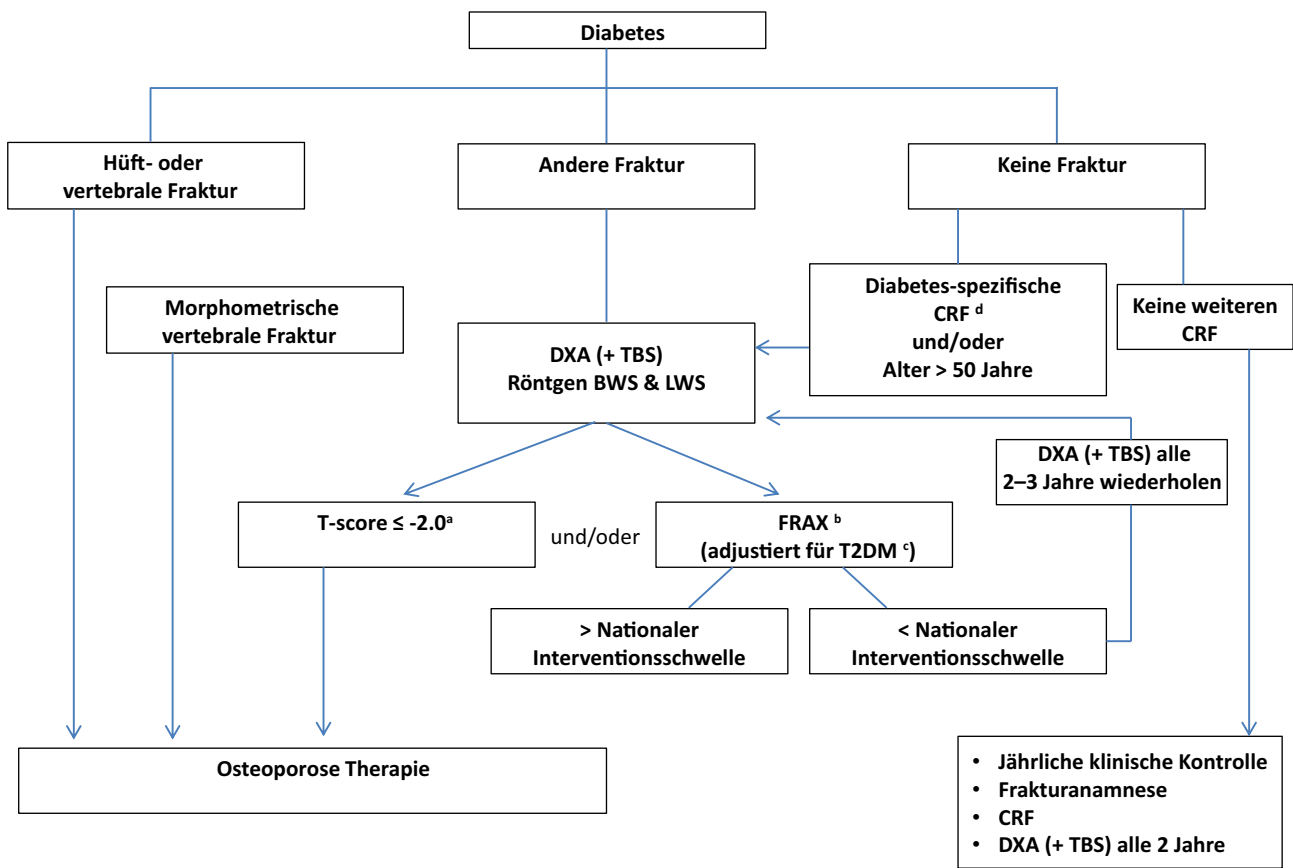 Diabetes
Hüft- oder
vertebrale Fraktur
Andere Fraktur
Keine Fraktur
Morphometrische
vertebrale Fraktur
DXA (+ TBS)
Röntgen BWS & LWS
Diabetes-spezifische
CRF d
und/oder
Alter > 50 Jahre
Keine weiteren
CRF
DXA (+ TBS) alle
2–3 Jahre wiederholen
T-score ≤ -2.0a
und/oder
FRAX b
(adjustiert für T2DM c)
> Nationaler
Interventionsschwelle
< Nationaler
Interventionsschwelle
Osteoporose Therapie
• Jährliche klinische Kontrolle
• Frakturanamnese
• CRF
• DXA (+ TBS) alle 2 Jahre